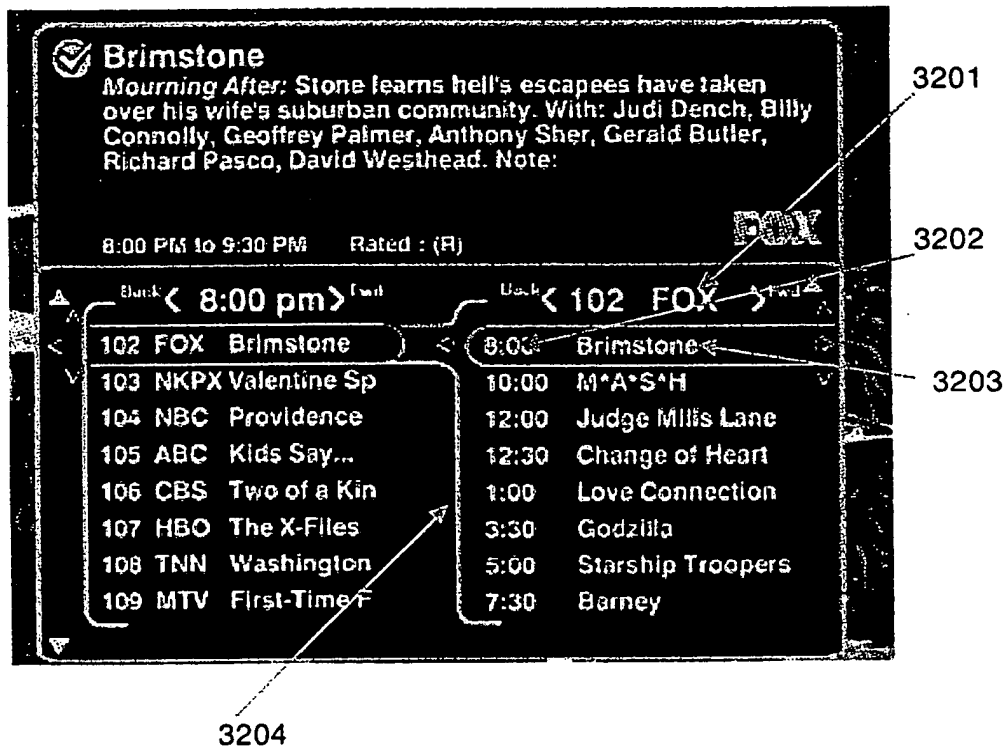 Brimstone
Mourning After: Stone learns hell's escapees have taken
over his wife's suburban community. With: Judi Dench, Billy
Connolly, Geoffrey Palmer, Anthony Sher, Gerald Butler,
Richard Pasco, David Westhead. Note:
8:00 PM to 9:30 PM Rated : (R)
FOX
3201
3202
3203
3204
Back < 8:00 pm > Fwd
102 FOX Brimstone
103 NKPX Valentine Sp
104 NBC Providence
105 ABC Kids Say...
106 CBS Two of a Kin
107 HBO The X-Files
108 TNN Washington
109 MTV First-Time F
Back < 102 FOX > Fwd
8:00 Brimstone
10:00 M*A*S*H
12:00 Judge Mills Lane
12:30 Change of Heart
1:00 Love Connection
3:30 Godzilla
5:00 Starship Troopers
7:30 Barney